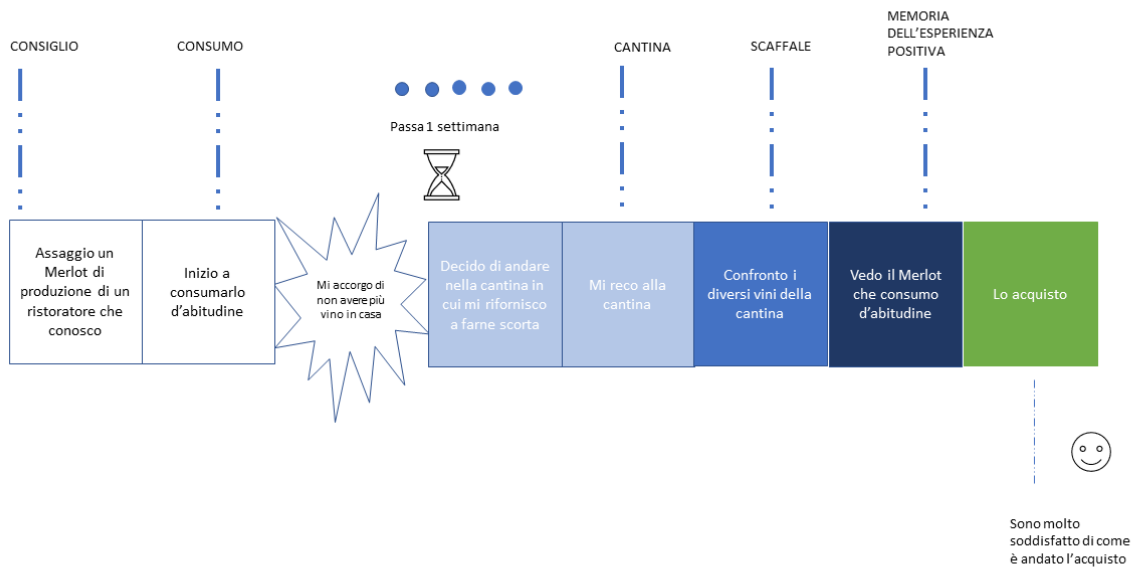 CONSIGLIO
CONSUMO
CANTINA
SCAFFALE
MEMORIA
DELL'ESPERIENZA
POSITIVA
Passa 1 settimana
Assaggio un
Merlot di
produzione di un
ristoratore che
conosco
Inizio a
consumarlo
d'abitudine
Mi accorgo di
non avere più
vino in casa
Decido di andare
nella cantina in
cui mi rifornisco
a farne scorta
Mi reco alla
cantina
Confronto i
diversi vini della
cantina
Vedo il Merlot
che consumo
d'abitudine
Lo acquisto
Sono molto
soddisfatto di come
è andato l'acquisto